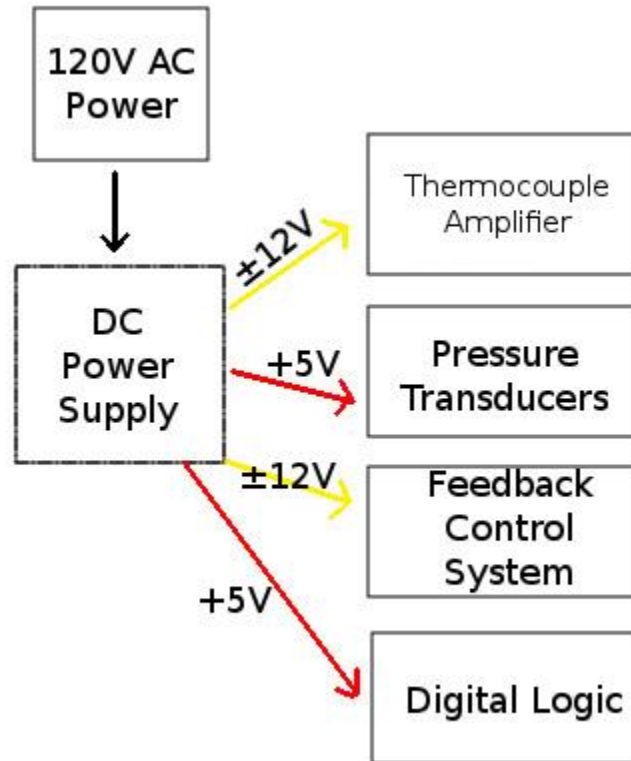 120V AC
Power
±12V
Thermocouple
Amplifier
DC
Power
Supply
+5V
Pressure
Transducers
±12V
Feedback
Control
System
+5V
Digital Logic